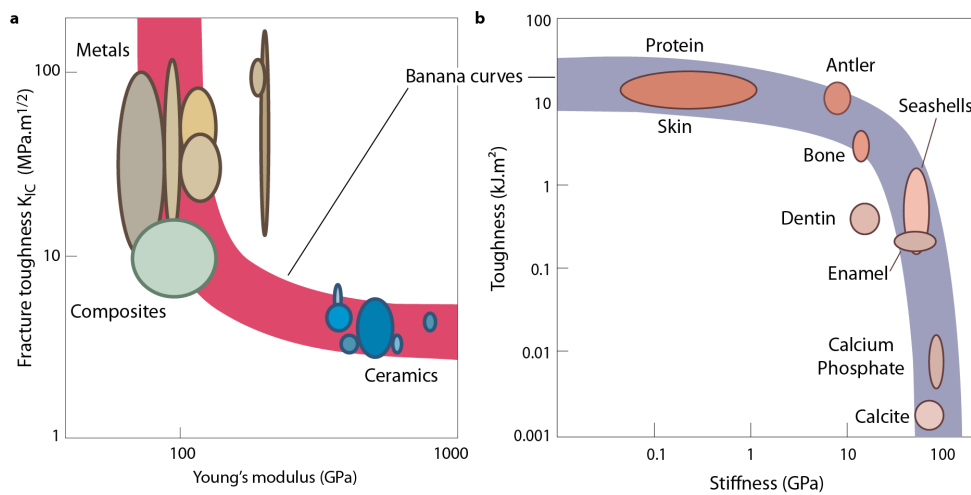 a
Metals
100
10
1
Fracture toughness K_IC (MPa.m^1/2)
Composites
Ceramics
100
1000
Young's modulus (GPa)
Banana curves
b
100
10
1
0.1
0.01
0.001
Toughness (kJ.m²)
Protein
Skin
Antler
Seashells
Bone
Dentin
Enamel
Calcium
Phosphate
Calcite
0.1
1
10
100
Stiffness (GPa)